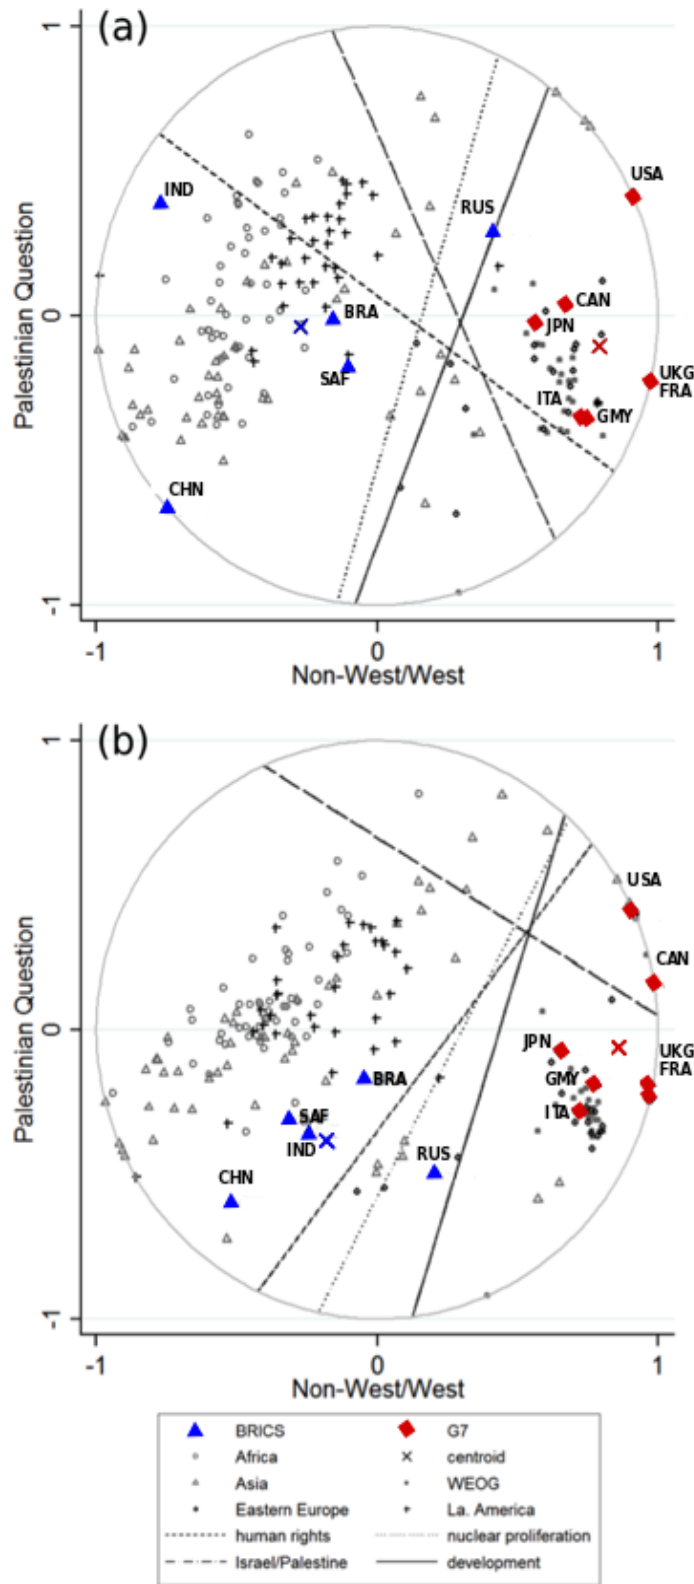 (a)
1
IND
USA
RUS
Palestinian Question
0
CAN
BRA
JPN
SAF
UKG
FRA
ITA
GMY
CHN
-1
-1
0
1
Non-West/West
(b)
1
USA
CAN
Palestinian Question
0
JPN
UKG
FRA
BRA
GMY
SAF
ITA
IND
RUS
CHN
-1
-1
0
1
Non-West/West
BRICS
G7
Africa
centroid
Asia
WEOG
Eastern Europe
La. America
human rights
nuclear proliferation
Israel/Palestine
development